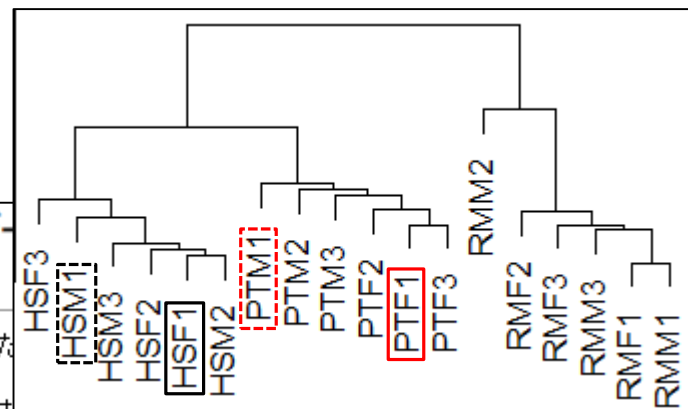 HSF3
HSM1
HSM3
HSF2
HSF1
HSM2
PTM1
PTM2
PTM3
PTF2
PTF1
PTF3
RMM2
RMF2
RMF3
RMM3
RMF1
RMM1